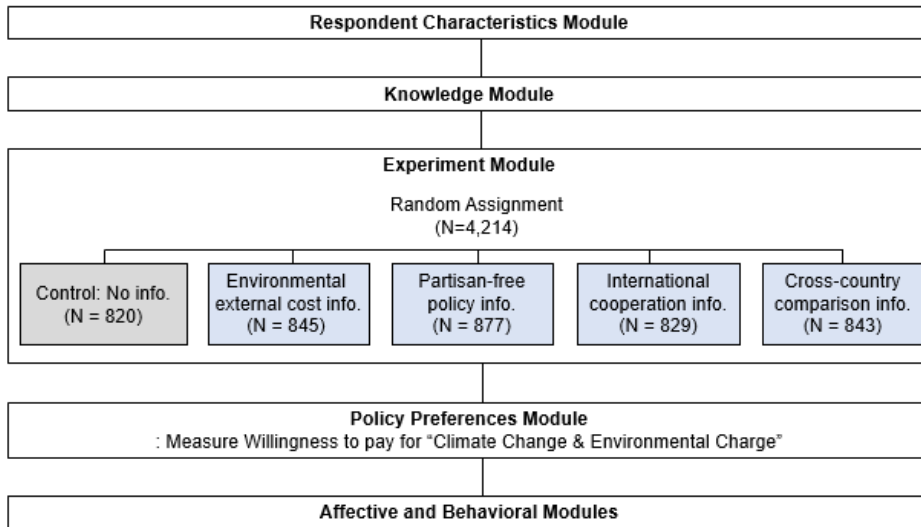 Respondent Characteristics Module
Knowledge Module
Experiment Module
Random Assignment
(N=4,214)
Control: No info.
(N = 820)
Environmental
external cost info.
(N = 845)
Partisan-free
policy info.
(N = 877)
International
cooperation info.
(N = 829)
Cross-country
comparison info.
(N = 843)
Policy Preferences Module
: Measure Willingness to pay for “Climate Change & Environmental Charge”
Affective and Behavioral Modules